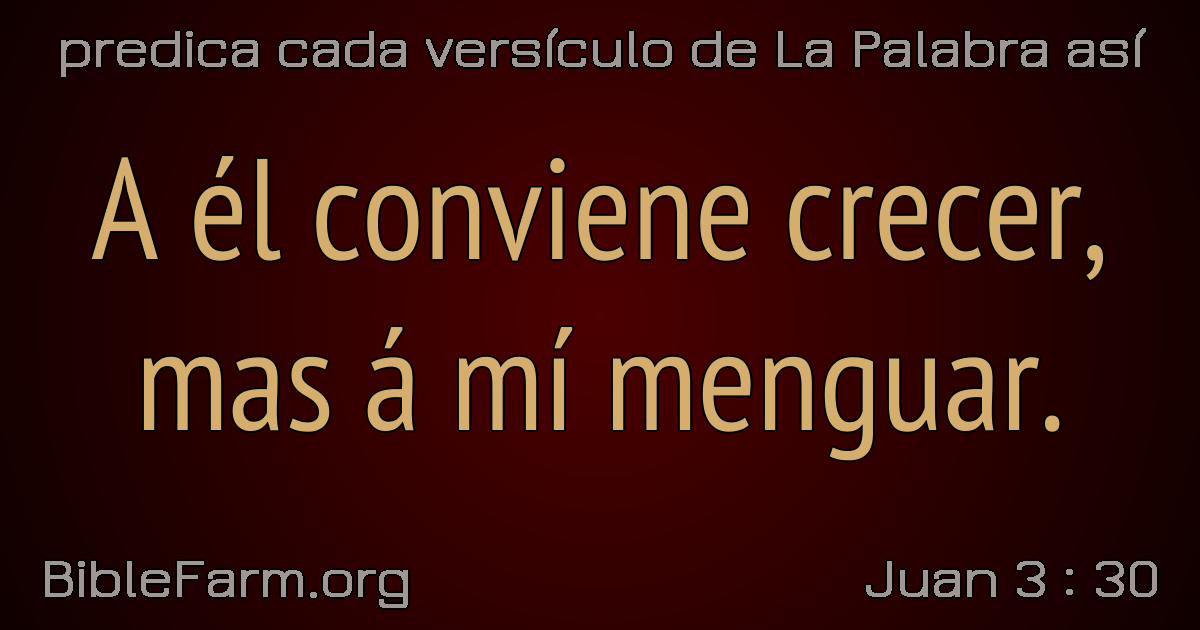 predica cada versículo de La Palabra así
A él conviene crecer,
mas á mí menguar.
BibleFarm.org
Juan 3 : 30